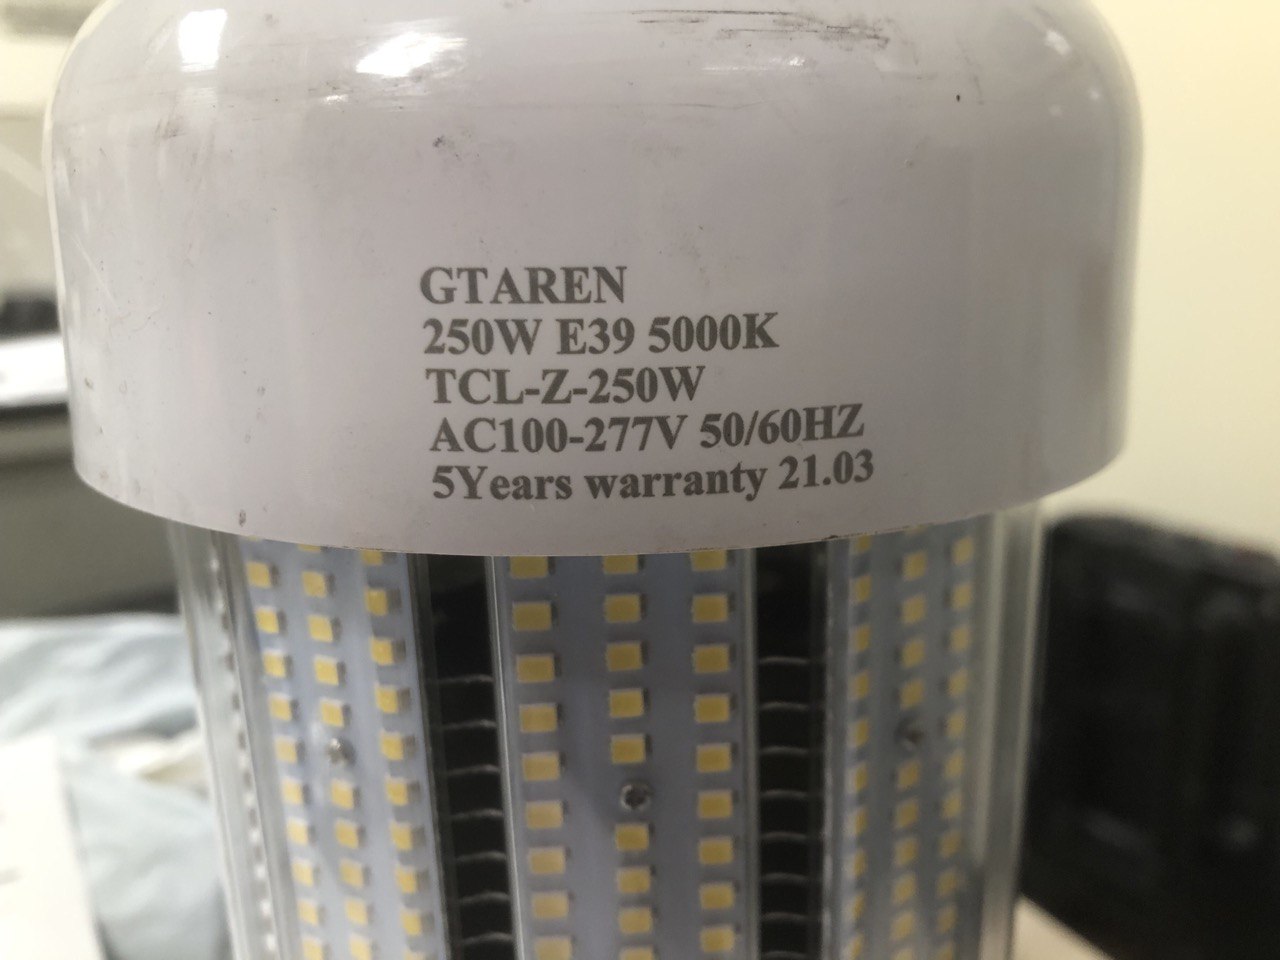 GTAREN
250W E39 5000K
TCL-Z-250W
AC100-277V 50/60HZ
5Years warranty 21.03